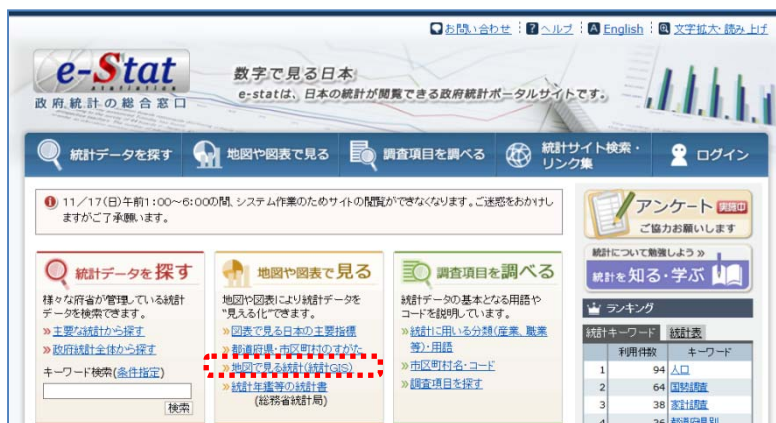 お問い合わせ ヘルプ A English 文字拡大・読み上げ
e-Stat
statistics
政府統計の総合窓口
数字で見る日本
e-statは、日本の統計が閲覧できる政府統計ポータルサイトです。
統計データを探す 地図や図表で見る 調査項目を調べる 統計サイト検索・
リンク集 ログイン
11/17(日)午前1:00～6:00の間、システム作業のためサイトの閲覧ができなくなります。ご迷惑をおかけし
ますがご了承願います。
アンケート 実施中
ご協力お願いします
統計について勉強しよう »
統計を知る・学ぶ
統計データを探す
様々な府省が管理している統計
データを検索できます。
»主要な統計から探す
»政府統計全体から探す
キーワード検索(条件指定)
検索
地図や図表で見る
地図や図表により統計データを
"見える化"できます。
»図表で見る日本の主要指標
»都道府県・市区町村のすがた
»地図で見る統計(統計GIS)
»統計年鑑等の統計書
(総務省統計局)
調査項目を調べる
統計データの基本となる用語や
コードを説明しています。
»統計に用いる分類(産業、職業
等)・用語
»市区町村名・コード
»調査項目を探す
ランキング
統計キーワード 統計表
利用件数 キーワード
1 94 人口
2 64 国勢調査
3 38 家計調査
4 26 都道府県別